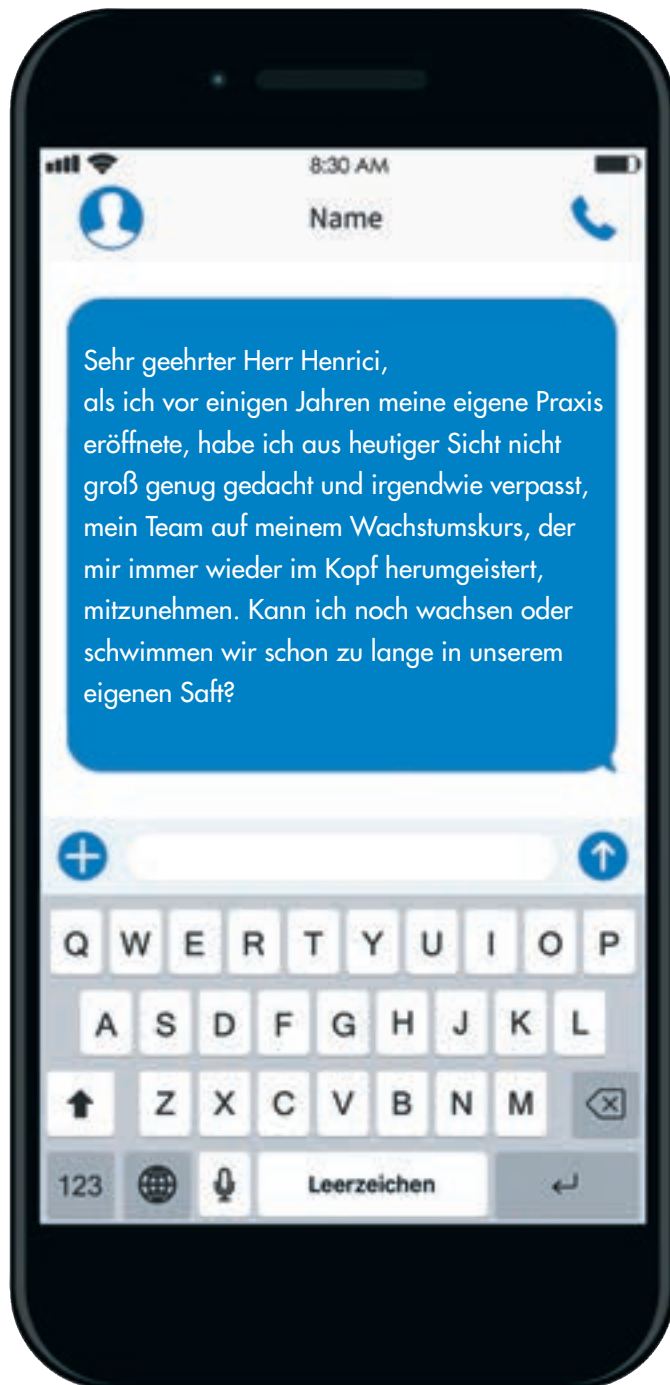 8:30 AM
Name
Sehr geehrter Herr Henrici,
als ich vor einigen Jahren meine eigene Praxis
eröffnete, habe ich aus heutiger Sicht nicht
groß genug gedacht und irgendwie verpasst,
mein Team auf meinem Wachstumskurs, der
mir immer wieder im Kopf herumgeistert,
mitzunehmen. Kann ich noch wachsen oder
schwimmen wir schon zu lange in unserem
eigenen Saft?
Q W E R T Y U I O P
A S D F G H J K L
Z X C V B N M
123 Leerzeichen